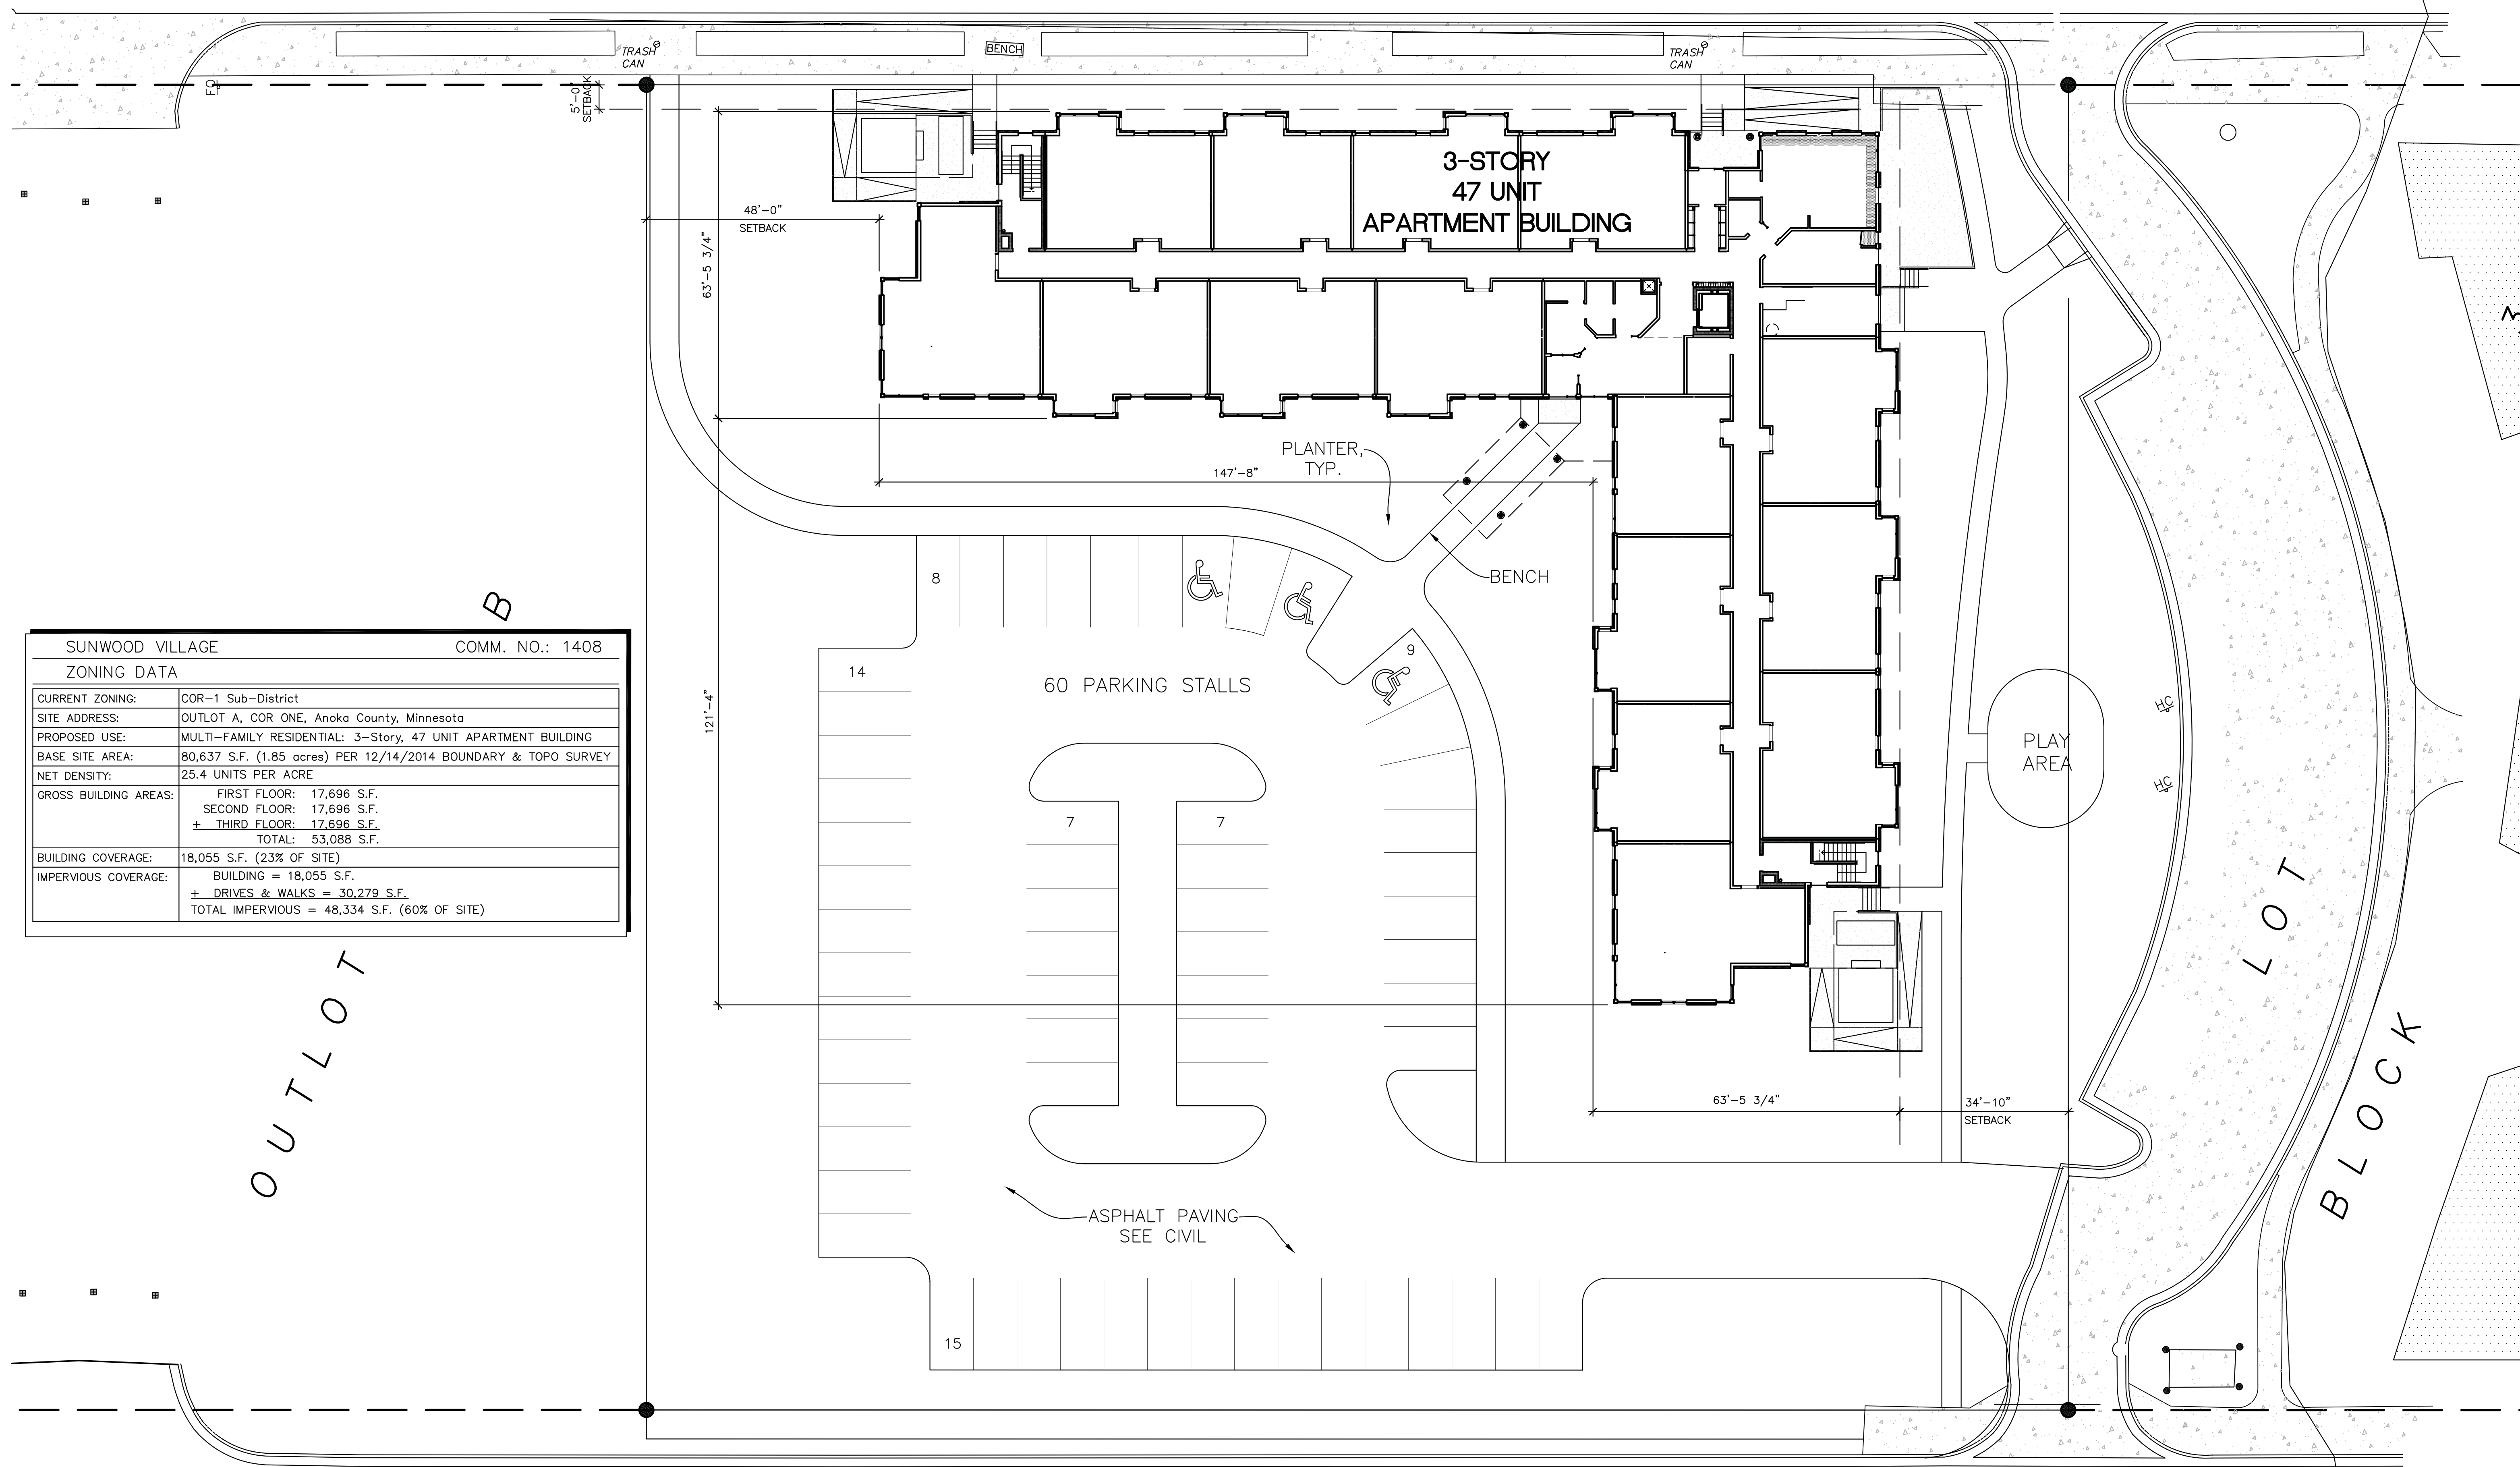 TRASH
CAN
BENCH
TRASH
CAN
FO
5'-0"
SETBACK
3-STORY
47 UNIT
APARTMENT BUILDING
48'-0"
SETBACK
63'-5 3/4"
PLANTER,
TYP.
147'-8"
BENCH
8
9
14
60 PARKING STALLS
121'-4"
7
7
PLAY
AREA
HC
HC
63'-5 3/4"
34'-10"
SETBACK
ASPHALT PAVING
SEE CIVIL
15
OUTLOT B
LOT
BLOCK
SUNWOOD VILLAGE COMM. NO.: 1408
ZONING DATA
CURRENT ZONING: COR-1 Sub-District
SITE ADDRESS: OUTLOT A, COR ONE, Anoka County, Minnesota
PROPOSED USE: MULTI-FAMILY RESIDENTIAL: 3-Story, 47 UNIT APARTMENT BUILDING
BASE SITE AREA: 80,637 S.F. (1.85 acres) PER 12/14/2014 BOUNDARY & TOPO SURVEY
NET DENSITY: 25.4 UNITS PER ACRE
GROSS BUILDING AREAS: FIRST FLOOR: 17,696 S.F.
SECOND FLOOR: 17,696 S.F.
+ THIRD FLOOR: 17,696 S.F.
TOTAL: 53,088 S.F.
BUILDING COVERAGE: 18,055 S.F. (23% OF SITE)
IMPERVIOUS COVERAGE: BUILDING = 18,055 S.F.
+ DRIVES & WALKS = 30,279 S.F.
TOTAL IMPERVIOUS = 48,334 S.F. (60% OF SITE)